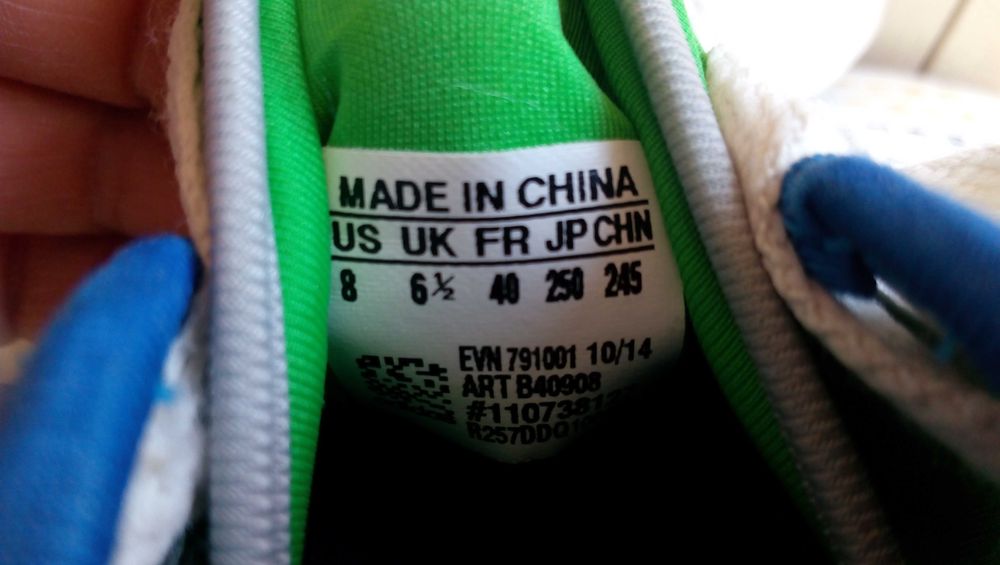 MADE IN CHINA
US UK FR JP CHN
8 6½ 40 250 245
EVN 791001 10/14
ART B40908